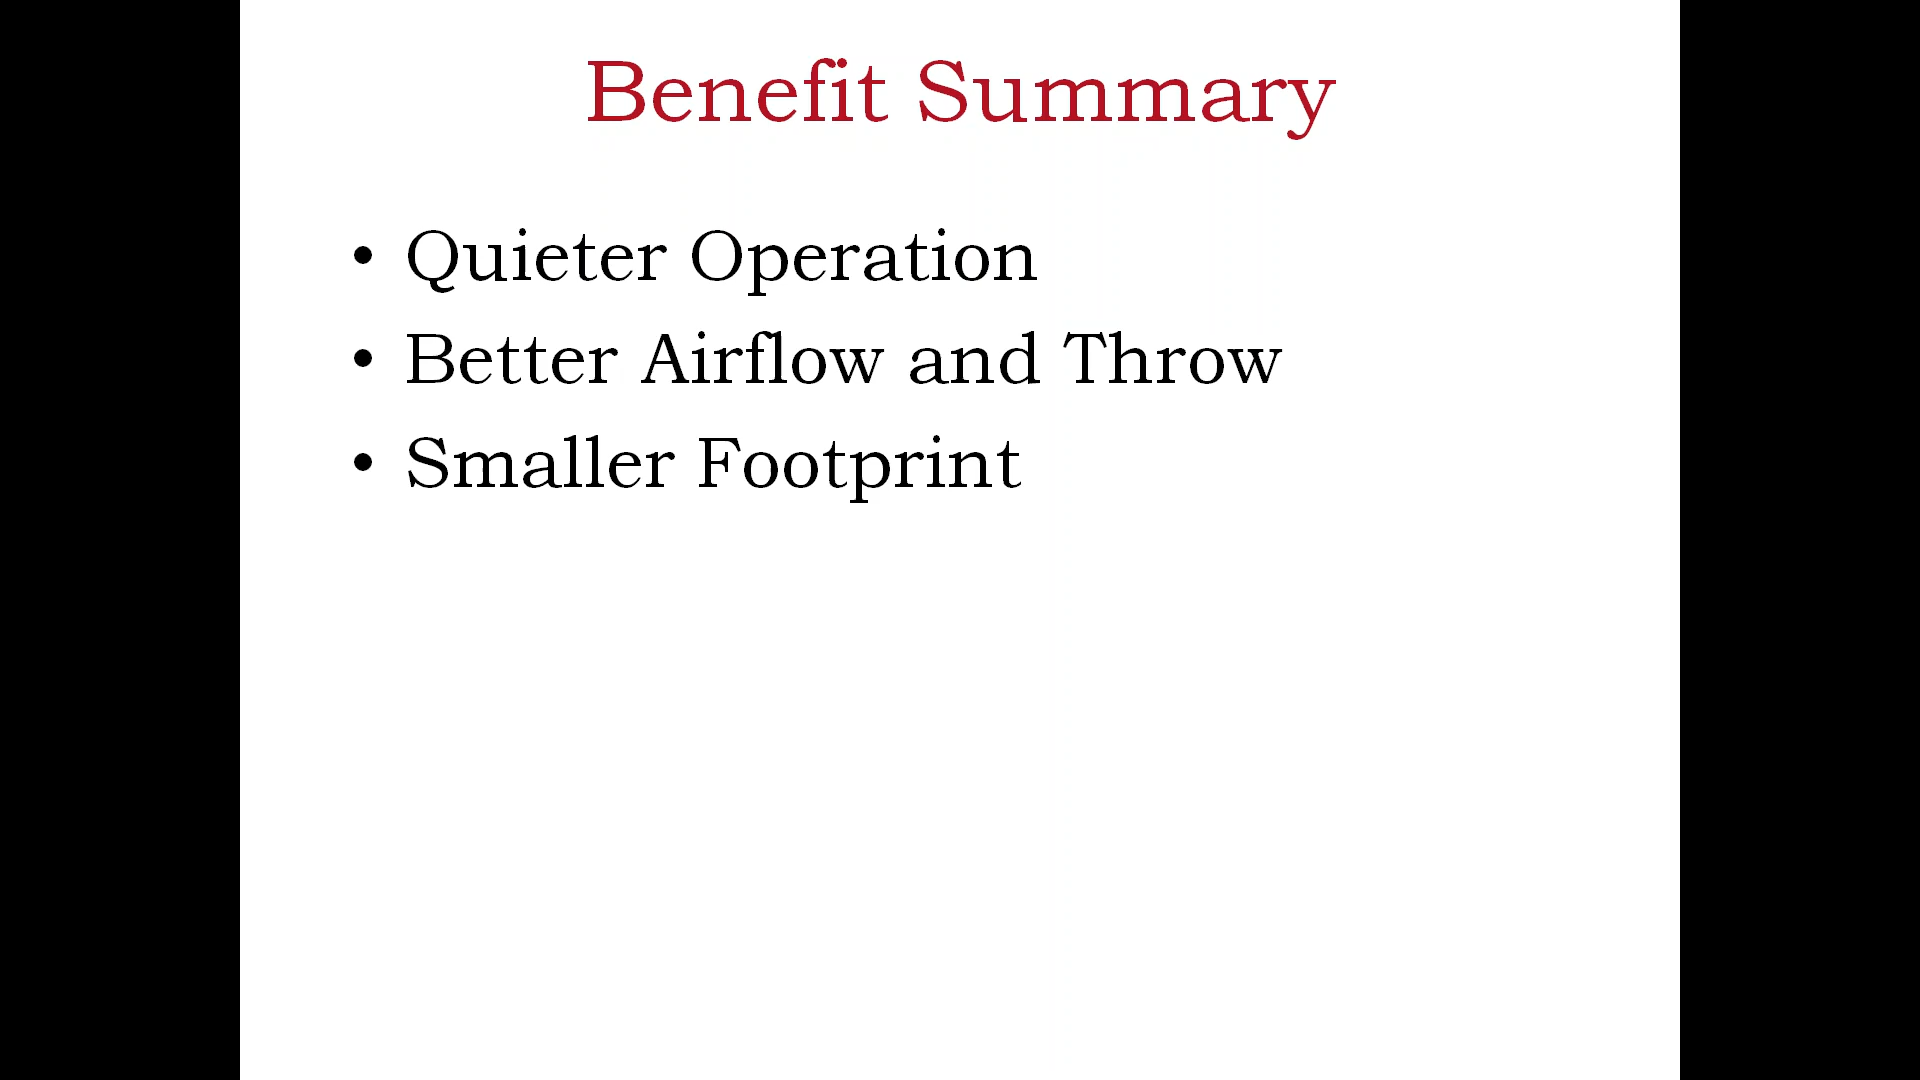 Benefit Summary
• Quieter Operation
• Better Airflow and Throw
• Smaller Footprint